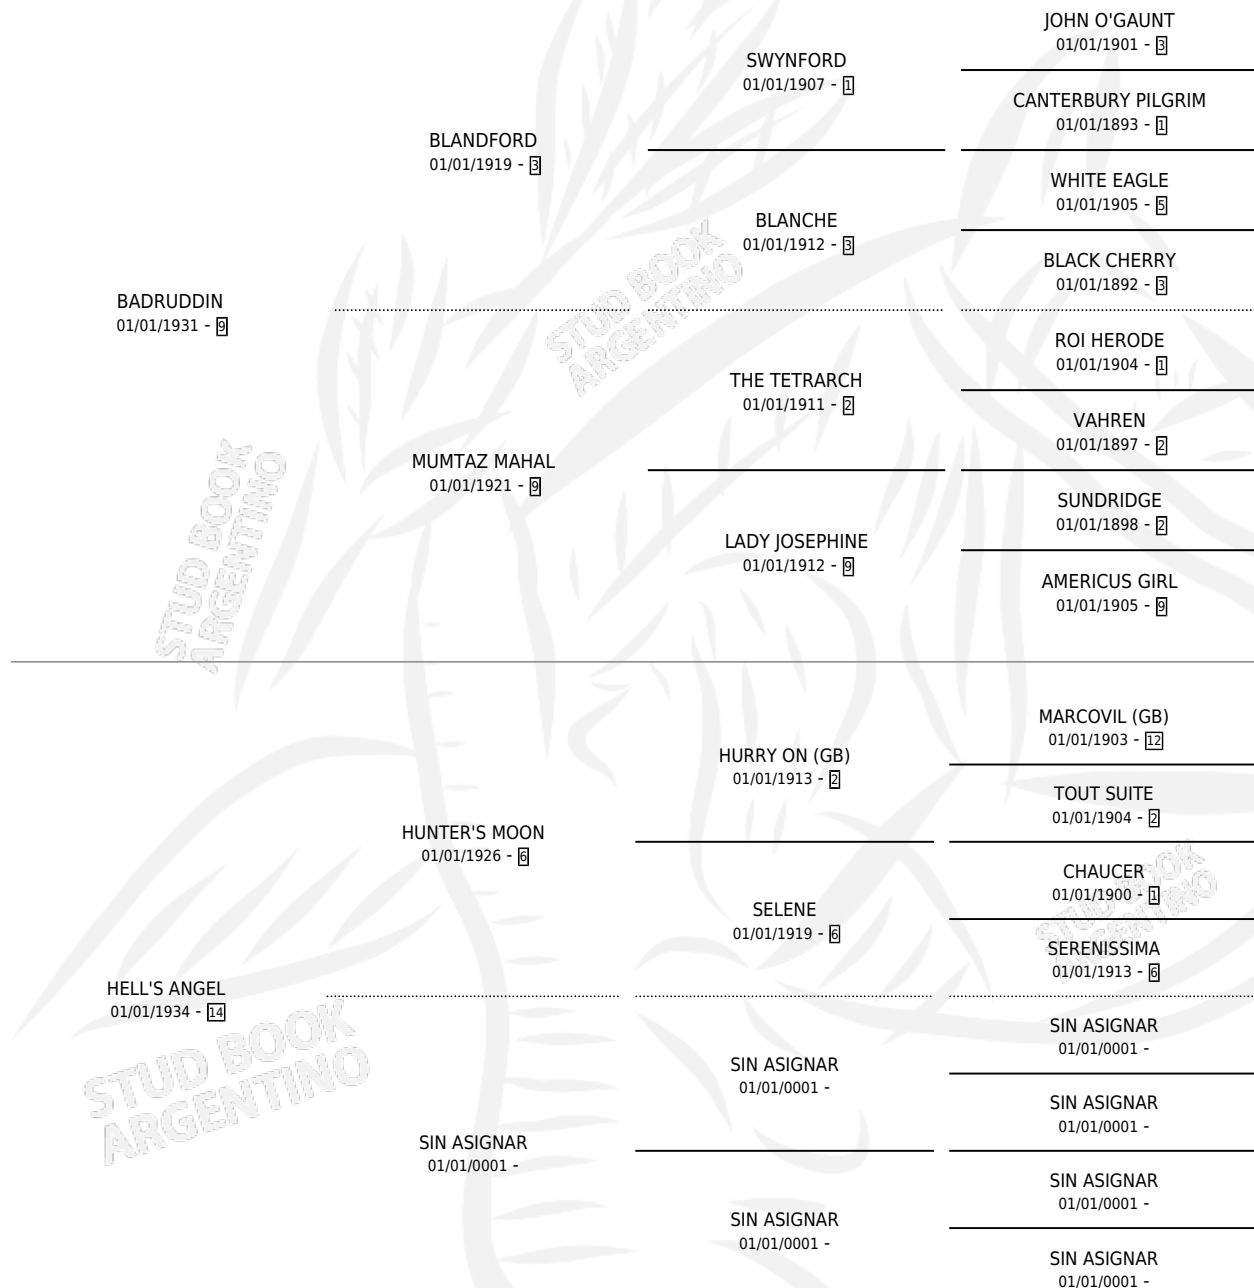 JOHN O'GAUNT
01/01/1901 - 3
SWYNFORD
01/01/1907 - 1
CANTERBURY PILGRIM
01/01/1893 - 1
BLANDFORD
01/01/1919 - 3
WHITE EAGLE
01/01/1905 - 5
BLANCHE
01/01/1912 - 3
BLACK CHERRY
01/01/1892 - 3
BADRUDDIN
01/01/1931 - 9
STUD BOOK
ARGENTINO
ROI HERODE
01/01/1904 - 1
THE TETRARCH
01/01/1911 - 2
VAHREN
01/01/1897 - 2
MUMTAZ MAHAL
01/01/1921 - 9
SUNDRIDGE
01/01/1898 - 2
LADY JOSEPHINE
01/01/1912 - 9
AMERICUS GIRL
01/01/1905 - 9
STUD BOOK
ARGENTINO
MARCOVIL (GB)
01/01/1903 - 12
HURRY ON (GB)
01/01/1913 - 2
TOUT SUITE
01/01/1904 - 2
HUNTER'S MOON
01/01/1926 - 6
CHAUCER
01/01/1900 - 1
SELENE
01/01/1919 - 6
STUD BOOK
ARGENTINO
SERENISSIMA
01/01/1913 - 6
HELL'S ANGEL
01/01/1934 - 14
SIN ASIGNAR
01/01/0001 -
SIN ASIGNAR
01/01/0001 -
SIN ASIGNAR
01/01/0001 -
STUD BOOK
ARGENTINO
SIN ASIGNAR
01/01/0001 -
SIN ASIGNAR
01/01/0001 -
SIN ASIGNAR
01/01/0001 -
SIN ASIGNAR
01/01/0001 -